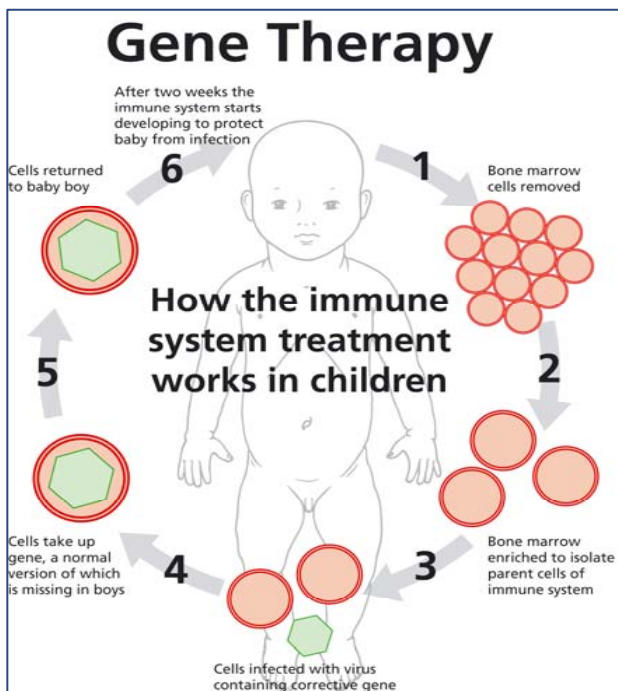 Gene Therapy
After two weeks the
immune system starts
developing to protect
baby from infection
6
1
Bone marrow
cells removed
2
Bone marrow
enriched to isolate
parent cells of
immune system
3
Cells infected with virus
containing corrective gene
4
Cells take up
gene, a normal
version of which
is missing in boys
5
Cells returned
to baby boy
How the immune
system treatment
works in children